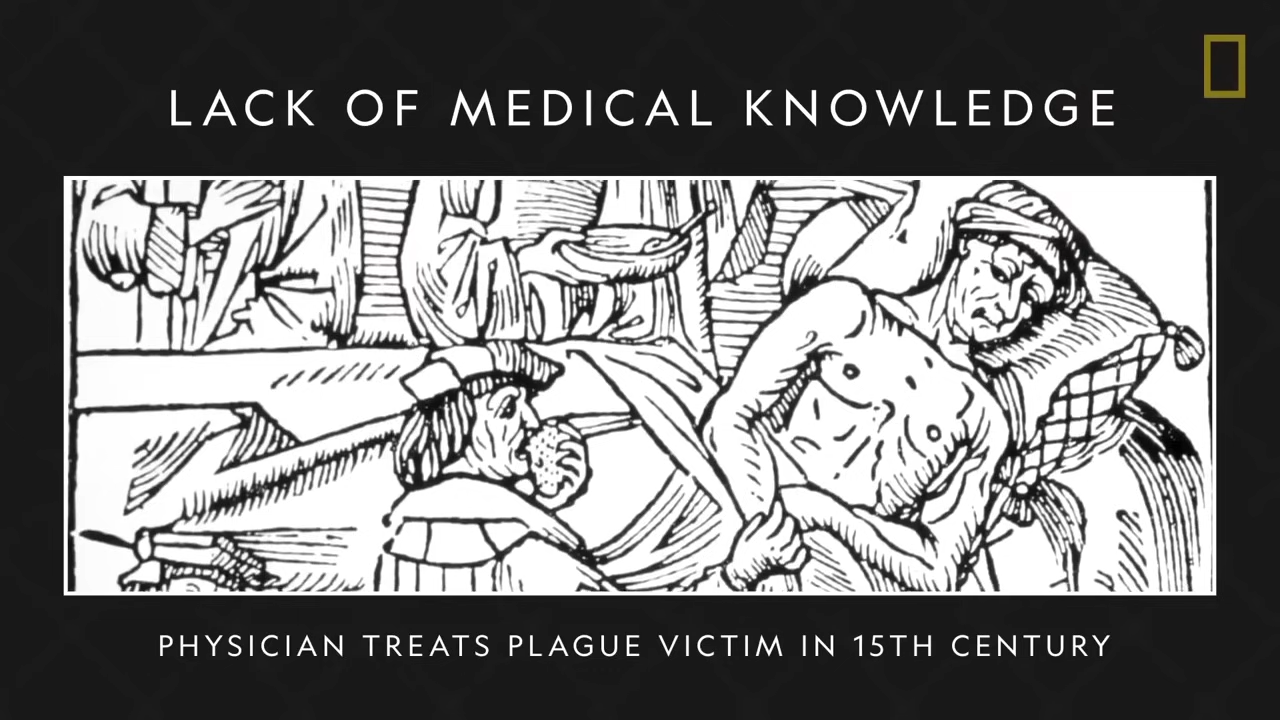 LACK OF MEDICAL KNOWLEDGE
PHYSICIAN TREATS PLAGUE VICTIM IN 15TH CENTURY